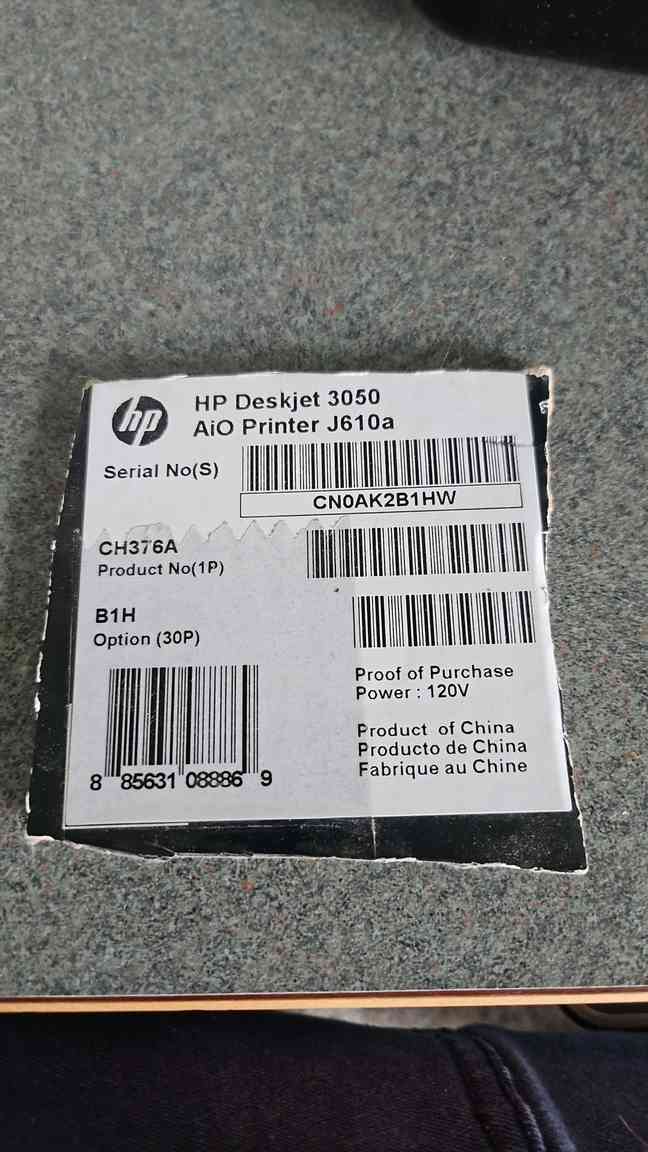 hp
HP Deskjet 3050
AiO Printer J610a
Serial No(S)
CN0AK2B1HW
CH376A
Product No(1P)
B1H
Option (30P)
Proof of Purchase
Power : 120V
Product of China
Producto de China
Fabrique au Chine
8 85631 08886 9